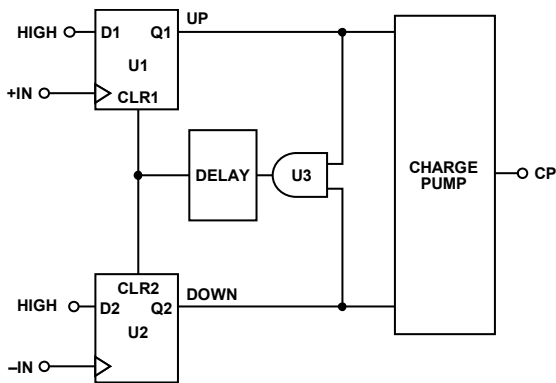 UP
HIGH
D1
Q1
U1
+IN
CLR1
DELAY
U3
CHARGE
PUMP
CP
CLR2
DOWN
HIGH
D2
Q2
U2
–IN